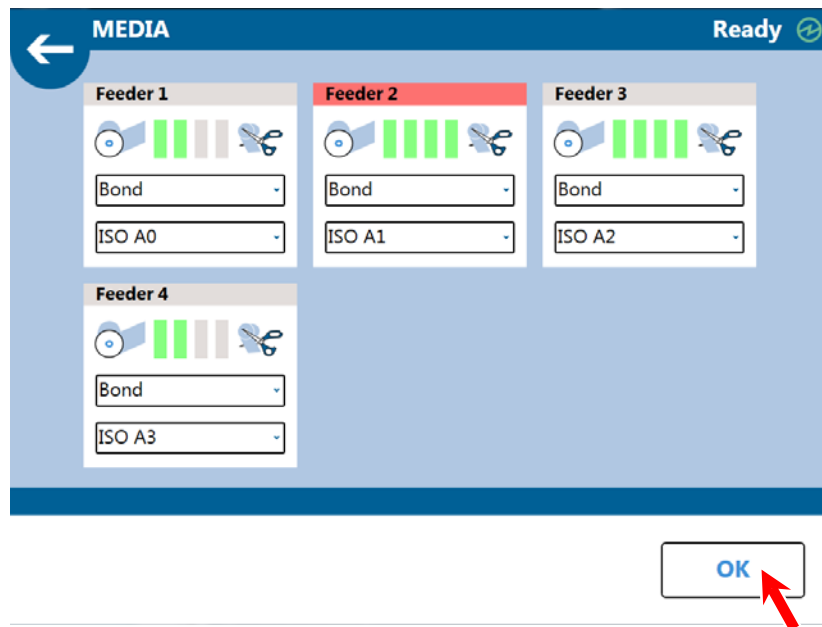 MEDIA Ready
Feeder 1 Feeder 2 Feeder 3
Bond Bond Bond
ISO A0 ISO A1 ISO A2
Feeder 4
Bond
ISO A3
OK